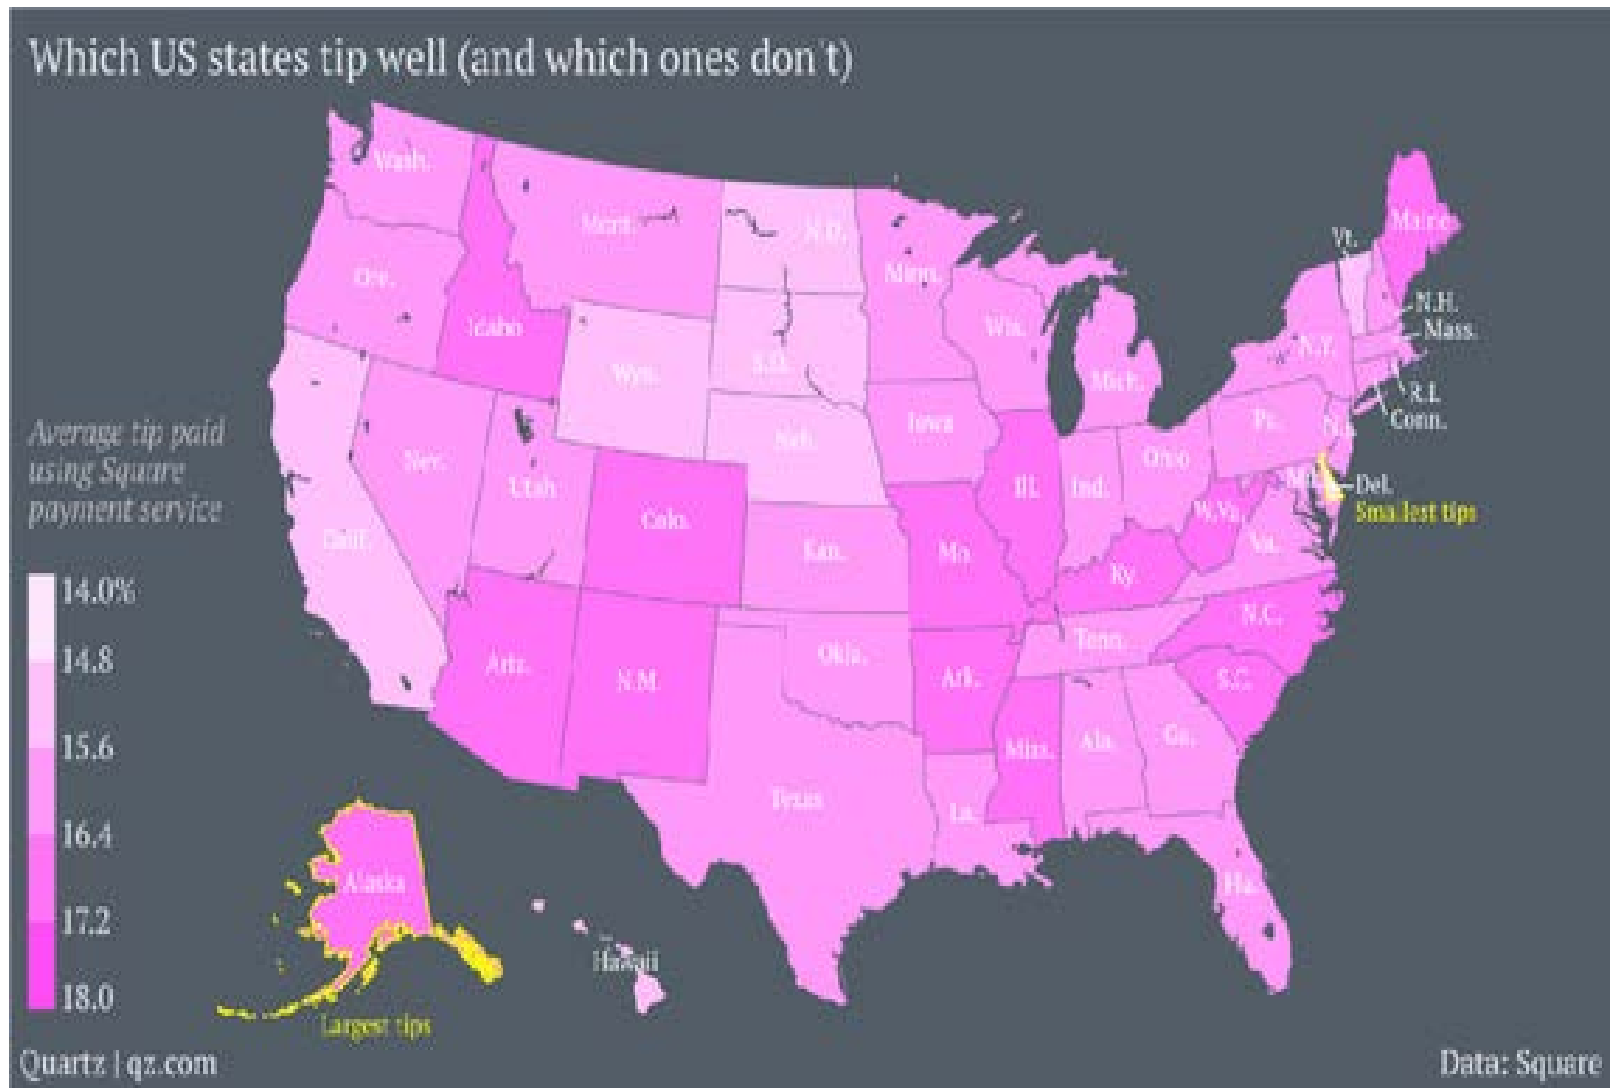 Which US states tip well (and which ones don't)
Wash.
Mont.
N.D.
Minn.
Maine
Vt.
N.H.
Mass.
Ore.
Idaho
Wis.
N.Y.
Wyo.
S.D.
Mich.
R.I.
Conn.
Average tip paid
using Square
payment service
Nev.
Utah
Neb.
Iowa
Ill.
Ind.
Ohio
Pa.
N.J.
Md.
Del.
Smallest tips
Calif.
Colo.
Kan.
Mo.
W.Va.
Va.
Ky.
14.0%
14.8
15.6
16.4
17.2
18.0
Ariz.
N.M.
Okla.
Ark.
Tenn.
N.C.
S.C.
Texas
La.
Miss.
Ala.
Ga.
Fla.
Alaska
Largest tips
Hawaii
Quartz | qz.com
Data: Square